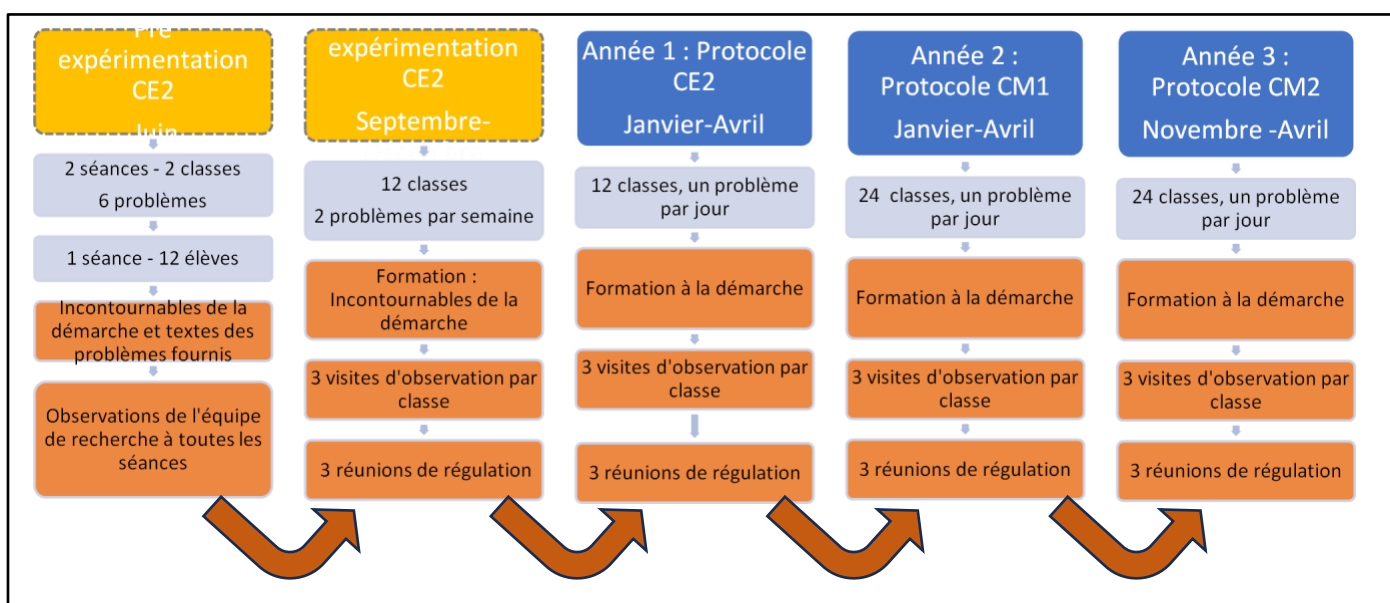 Pré
expérimentation
CE2
Juin
2 séances - 2 classes
6 problèmes
1 séance - 12 élèves
Incontournables de la
démarche et textes des
problèmes fournis
Observations de l'équipe
de recherche à toutes les
séances
expérimentation
CE2
Septembre-
12 classes
2 problèmes par semaine
Formation :
Incontournables de la
démarche
3 visites d'observation par
classe
3 réunions de régulation
Année 1 : Protocole
CE2
Janvier-Avril
12 classes, un problème
par jour
Formation à la démarche
3 visites d'observation par
classe
3 réunions de régulation
Année 2 :
Protocole CM1
Janvier-Avril
24 classes, un problème
par jour
Formation à la démarche
3 visites d'observation par
classe
3 réunions de régulation
Année 3 :
Protocole CM2
Novembre -Avril
24 classes, un problème
par jour
Formation à la démarche
3 visites d'observation par
classe
3 réunions de régulation